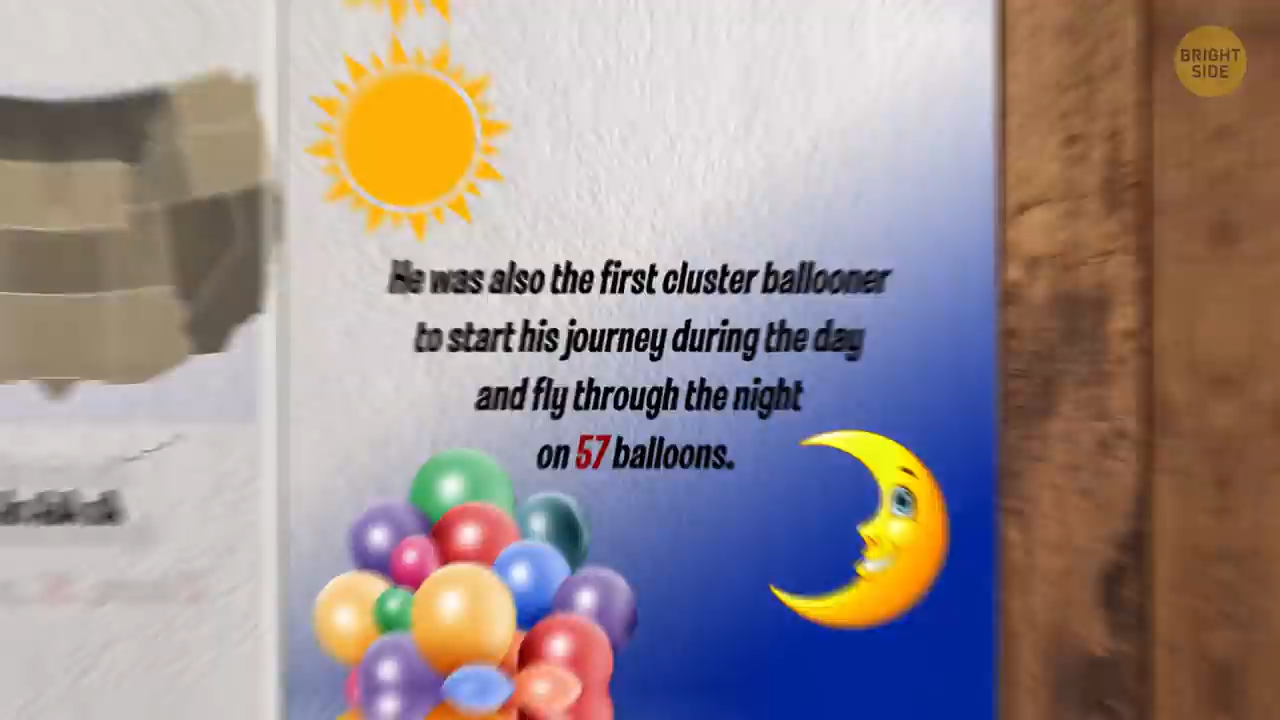 BRIGHT
SIDE
He was also the first cluster ballooner
to start his journey during the day
and fly through the night
on 57 balloons.